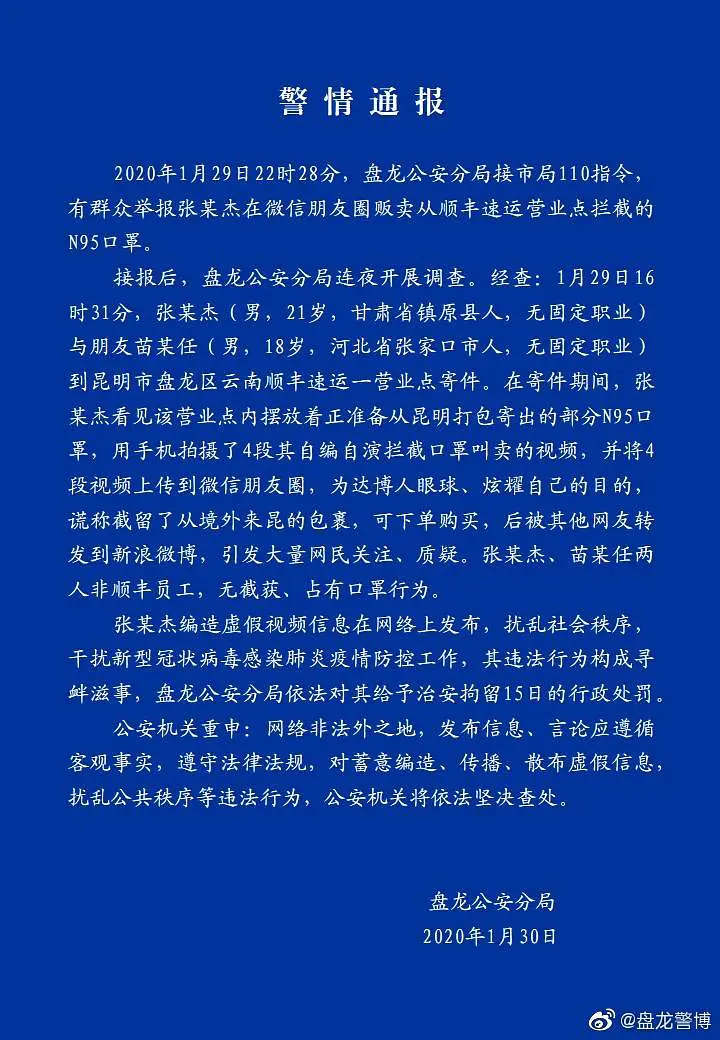 警情通报
2020年1月29日22时28分，盘龙公安分局接市局110指令，
有群众举报张某杰在微信朋友圈贩卖从顺丰速运营业点拦截的
N95口罩。
接报后，盘龙公安分局连夜开展调查。经查：1月29日16
时31分，张某杰（男，21岁，甘肃省镇原县人，无固定职业）
与朋友苗某任（男，18岁，河北省张家口市人，无固定职业）
到昆明市盘龙区云南顺丰速运一营业点寄件。在寄件期间，张
某杰看见该营业点内摆放着正准备从昆明打包寄出的部分N95口
罩，用手机拍摄了4段其自编自演拦截口罩叫卖的视频，并将4
段视频上传到微信朋友圈，为达博人眼球、炫耀自己的目的，
谎称截留了从境外来昆的包裹，可下单购买，后被其他网友转
发到新浪微博，引发大量网民关注、质疑。张某杰、苗某任两
人非顺丰员工，无截获、占有口罩行为。
张某杰编造虚假视频信息在网络上发布，扰乱社会秩序，
干扰新型冠状病毒感染肺炎疫情防控工作，其违法行为构成寻
衅滋事，盘龙公安分局依法对其给予治安拘留15日的行政处罚。
公安机关重申：网络非法外之地，发布信息、言论应遵循
客观事实，遵守法律法规，对蓄意编造、传播、散布虚假信息，
扰乱公共秩序等违法行为，公安机关将依法坚决查处。
盘龙公安分局
2020年1月30日
@盘龙警博